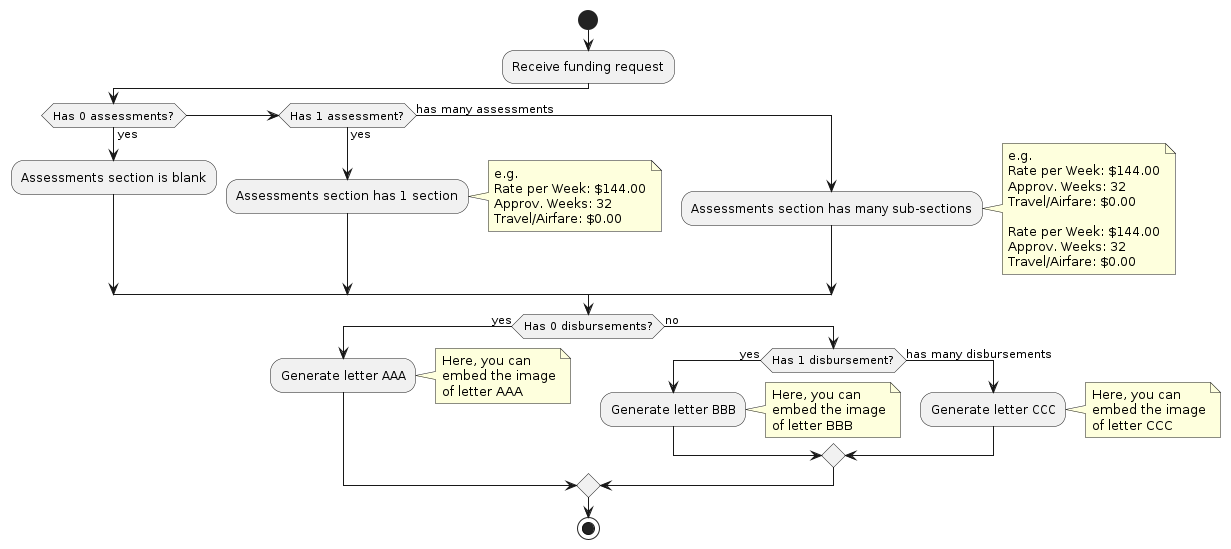 Receive funding request
Has 0 assessments?
Has 1 assessment?
has many assessments
yes
yes
Assessments section is blank
Assessments section has 1 section
e.g.
Rate per Week: $144.00
Approv. Weeks: 32
Travel/Airfare: $0.00
Assessments section has many sub-sections
e.g.
Rate per Week: $144.00
Approv. Weeks: 32
Travel/Airfare: $0.00
Rate per Week: $144.00
Approv. Weeks: 32
Travel/Airfare: $0.00
yes
Has 0 disbursements?
no
Generate letter AAA
Here, you can
embed the image
of letter AAA
yes
Has 1 disbursement?
has many disbursements
Generate letter BBB
Here, you can
embed the image
of letter BBB
Generate letter CCC
Here, you can
embed the image
of letter CCC